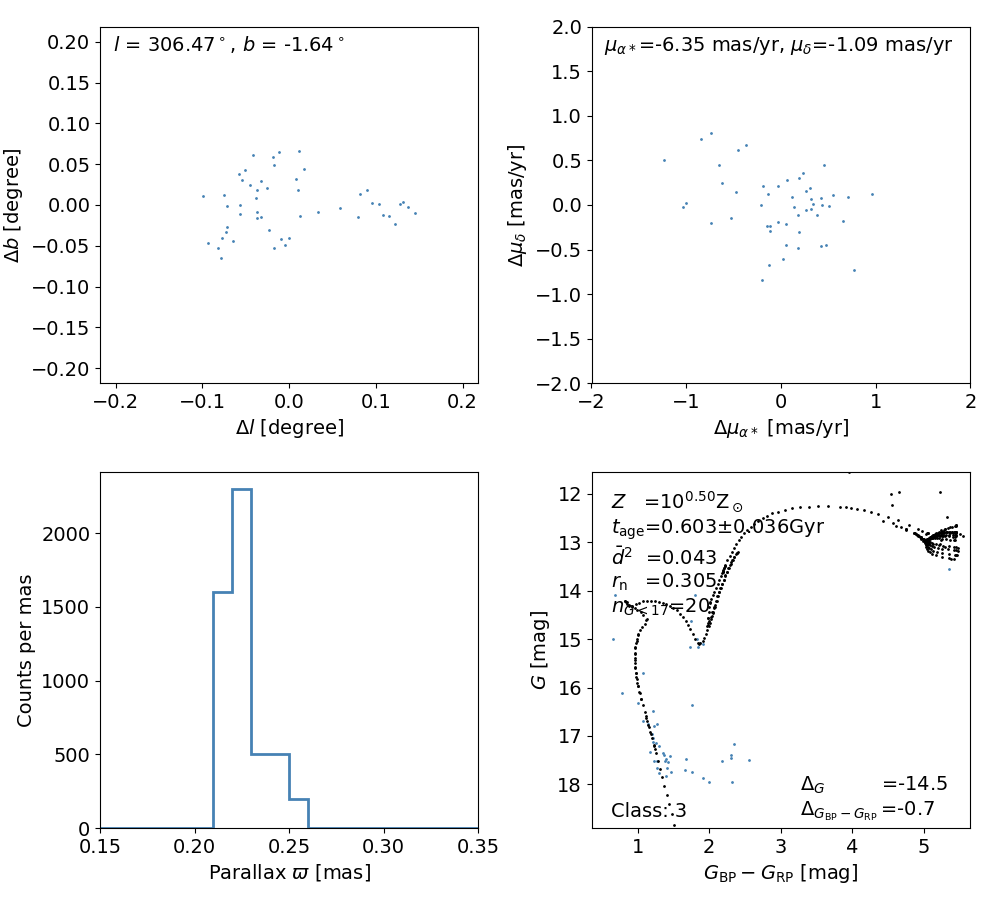 l = 306.47°, b = -1.64°
0.20
0.15
0.10
0.05
0.00
−0.05
−0.10
−0.15
−0.20
Δb [degree]
−0.2 −0.1 0.0 0.1 0.2
Δl [degree]
μα*=-6.35 mas/yr, μδ=-1.09 mas/yr
2.0
1.5
1.0
0.5
0.0
−0.5
−1.0
−1.5
−2.0
Δμδ [mas/yr]
−2 −1 0 1 2
Δμα* [mas/yr]
2000
1500
1000
500
0
Counts per mas
0.15 0.20 0.25 0.30 0.35
Parallax ϖ [mas]
Z =10^0.50 Z⊙
tage=0.603±0.036Gyr
d̄² =0.043
rn =0.305
nG<17=20
12
13
14
15
16
17
18
G [mag]
ΔG =-14.5
ΔGBP−GRP=-0.7
Class: 3
1 2 3 4 5
GBP − GRP [mag]